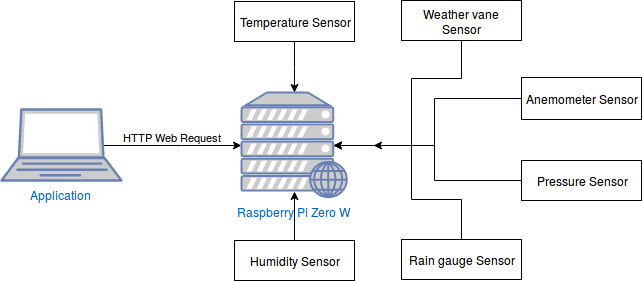 Temperature Sensor
Weather vane
Sensor
Anemometer Sensor
HTTP Web Request
Application
Raspberry Pi Zero W
Pressure Sensor
Humidity Sensor
Rain gauge Sensor